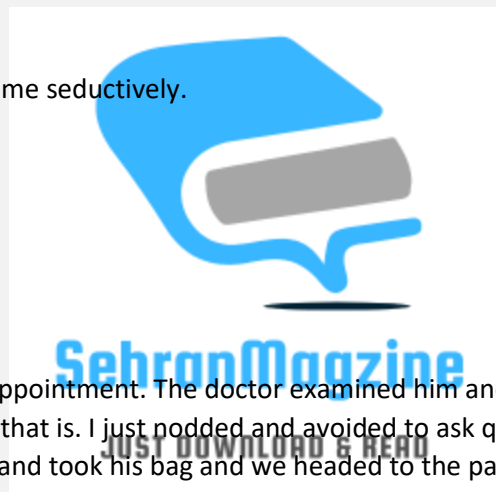 me seductively.
SehranMagzine
ppointment. The doctor examined him an
that is. I just nodded and avoided to ask q
JUST DOWNLOAD & READ
and took his bag and we headed to the pa